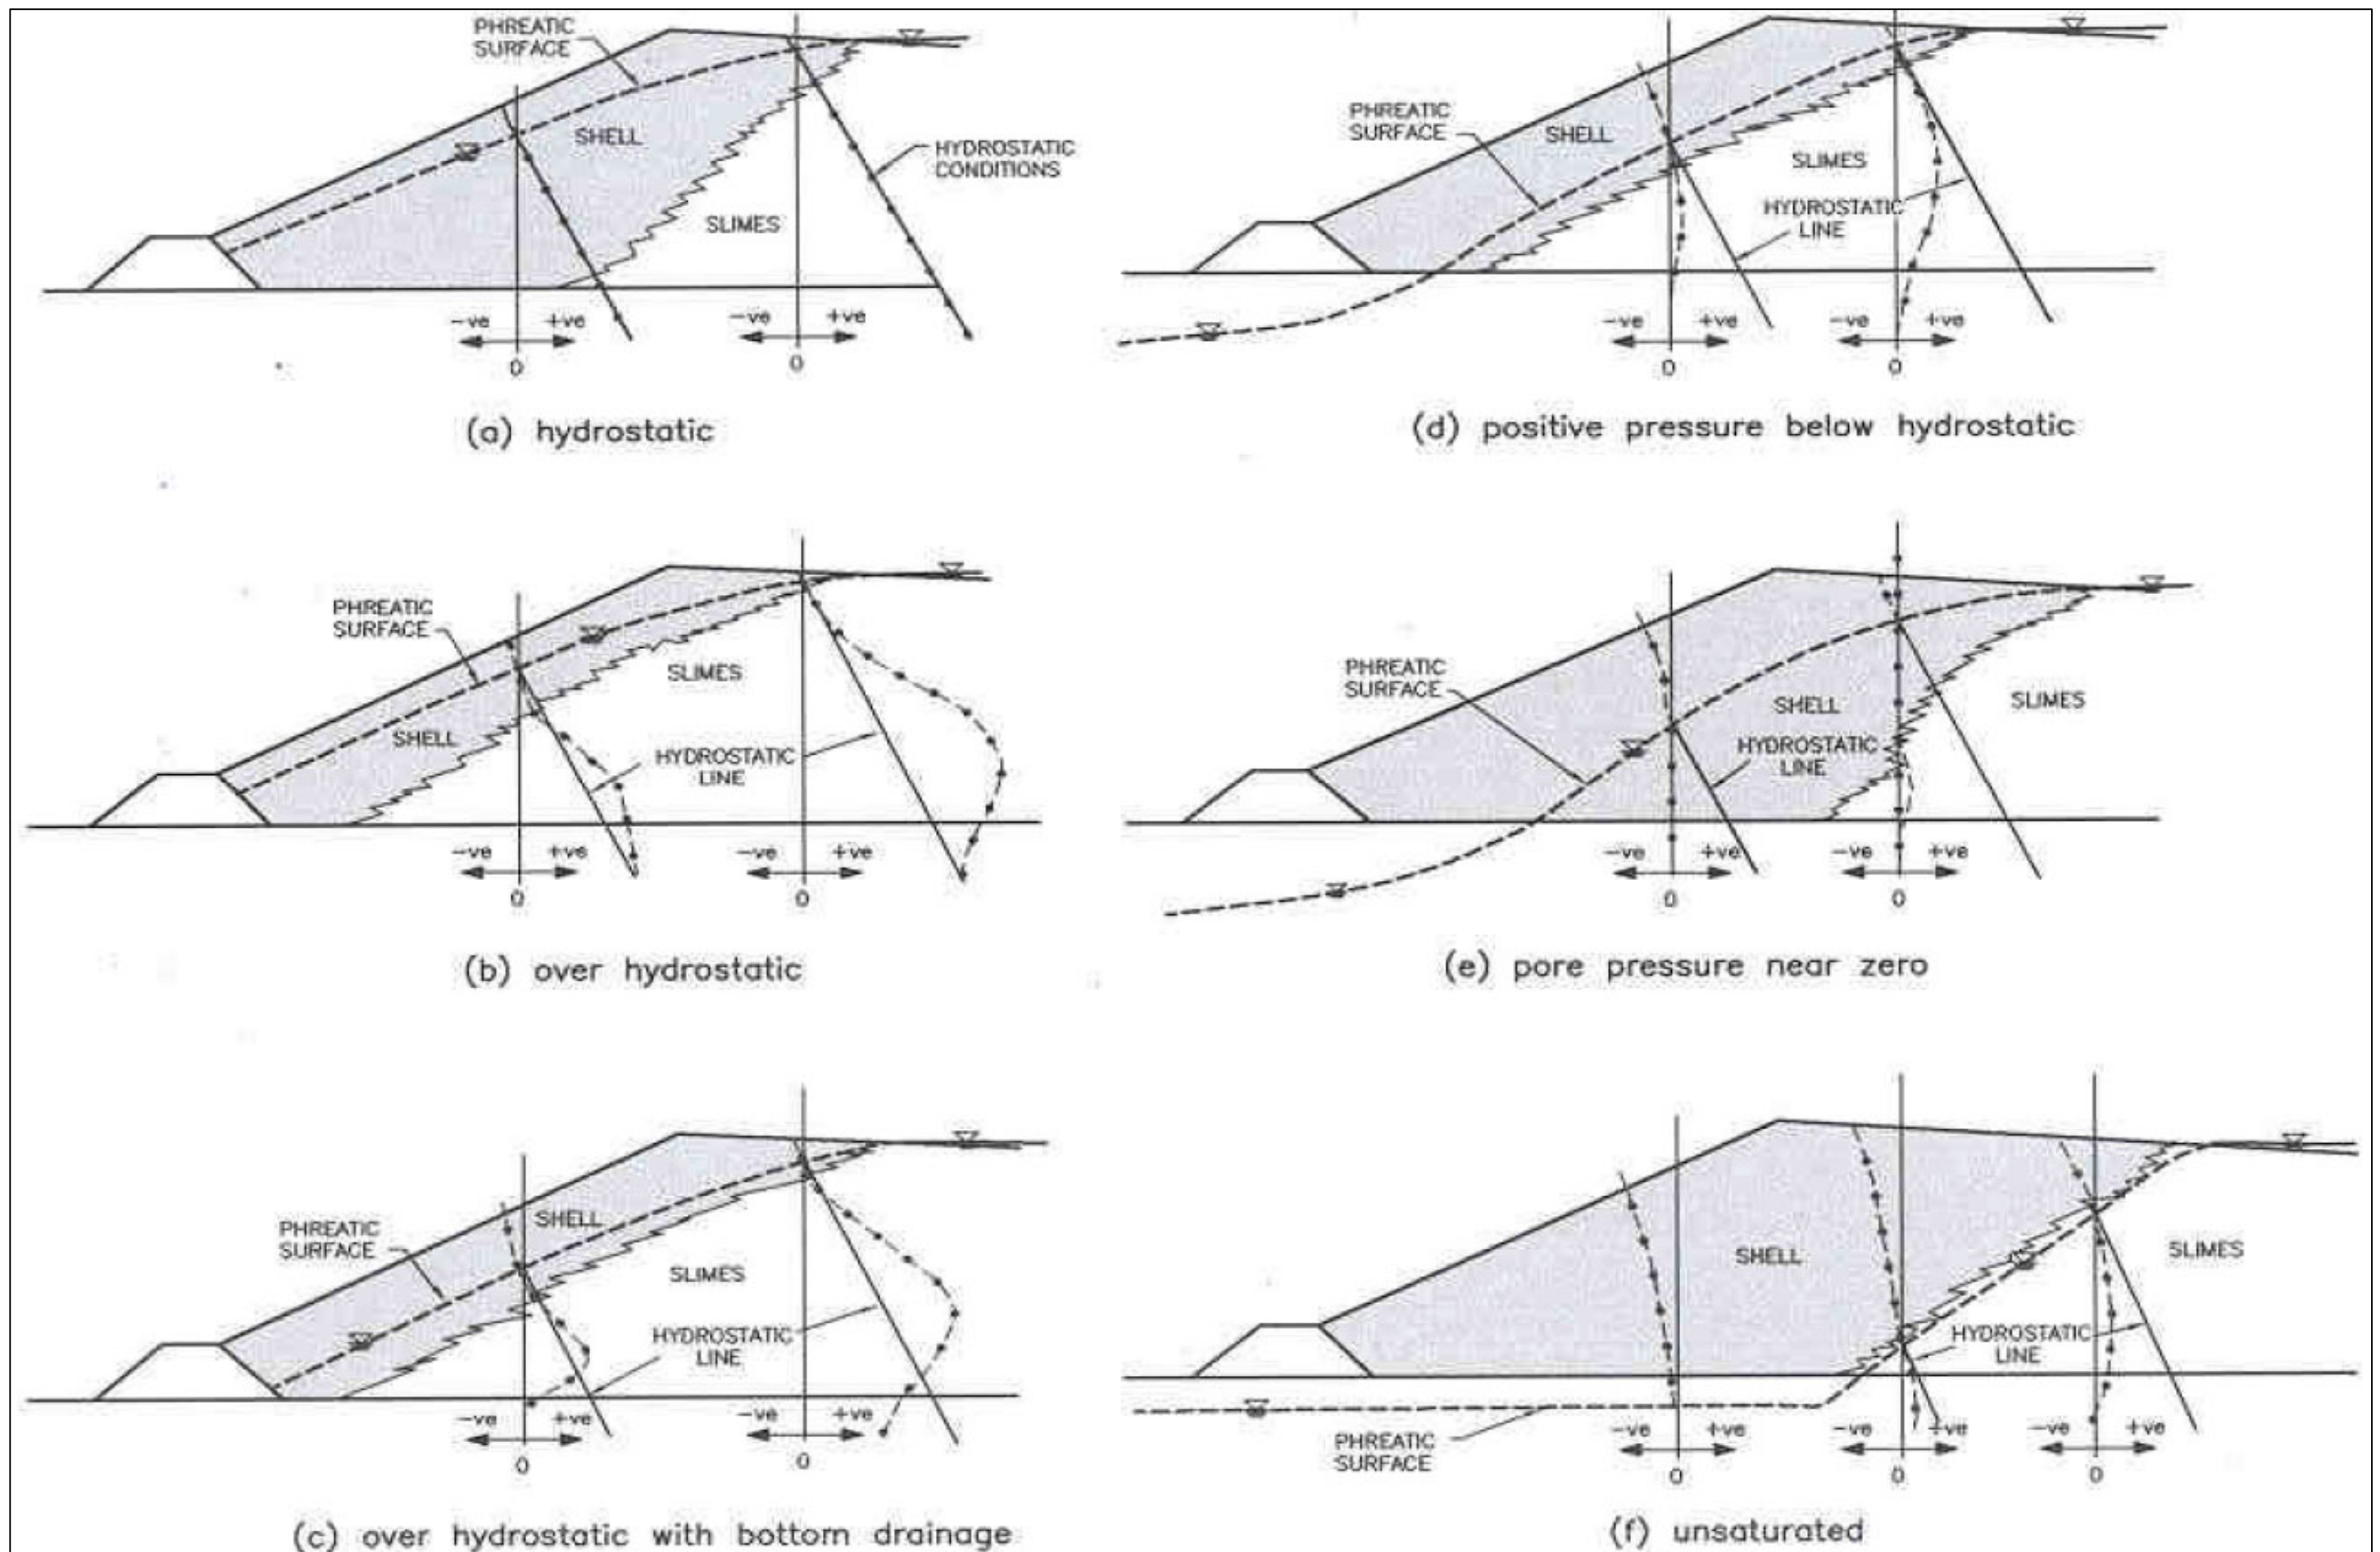 PHREATIC
SURFACE
SHELL
HYDROSTATIC
CONDITIONS
SLIMES
-ve
+ve
-ve
+ve
0
0
(a) hydrostatic
PHREATIC
SURFACE
SLIMES
SHELL
HYDROSTATIC
LINE
-ve
+ve
-ve
+ve
0
0
(b) over hydrostatic
SHELL
PHREATIC
SURFACE
SLIMES
HYDROSTATIC
LINE
-ve
+ve
-ve
+ve
0
0
(c) over hydrostatic with bottom drainage
PHREATIC
SURFACE
SHELL
SLIMES
HYDROSTATIC
LINE
-ve
+ve
-ve
+ve
0
0
(d) positive pressure below hydrostatic
PHREATIC
SURFACE
SHELL
SLIMES
HYDROSTATIC
LINE
-ve
+ve
-ve
+ve
0
0
(e) pore pressure near zero
SHELL
SLIMES
HYDROSTATIC
LINE
PHREATIC
SURFACE
-ve
+ve
-ve
+ve
-ve
+ve
0
0
0
(f) unsaturated